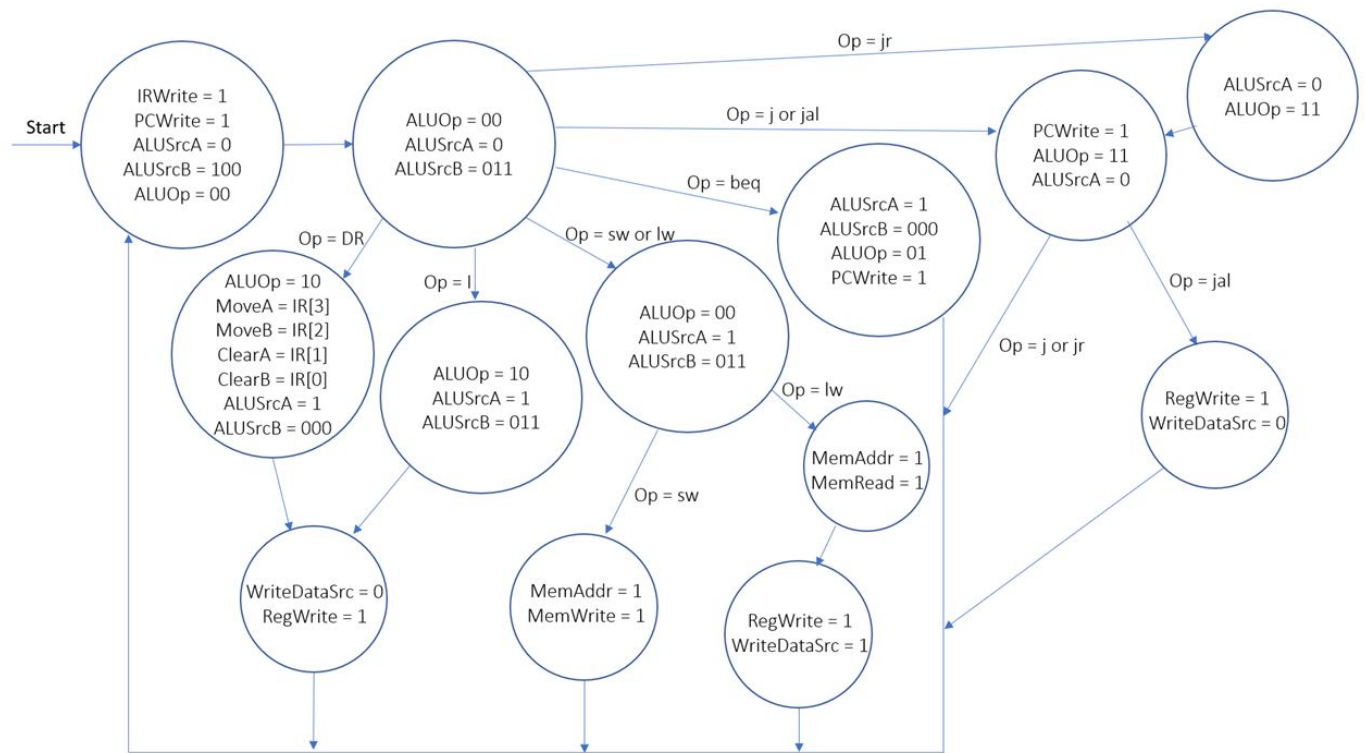 Start
IRWrite = 1
PCWrite = 1
ALUSrcA = 0
ALUSrcB = 100
ALUOp = 00
ALUOp = 00
ALUSrcA = 0
ALUSrcB = 011
Op = jr
ALUSrcA = 0
ALUOp = 11
Op = j or jal
PCWrite = 1
ALUOp = 11
ALUSrcA = 0
Op = beq
ALUSrcA = 1
ALUSrcB = 000
ALUOp = 01
PCWrite = 1
Op = DR
ALUOp = 10
MoveA = IR[3]
MoveB = IR[2]
ClearA = IR[1]
ClearB = IR[0]
ALUSrcA = 1
ALUSrcB = 000
Op = I
ALUOp = 10
ALUSrcA = 1
ALUSrcB = 011
Op = sw or lw
ALUOp = 00
ALUSrcA = 1
ALUSrcB = 011
Op = lw
MemAddr = 1
MemRead = 1
Op = j or jr
Op = jal
RegWrite = 1
WriteDataSrc = 0
Op = sw
WriteDataSrc = 0
RegWrite = 1
MemAddr = 1
MemWrite = 1
RegWrite = 1
WriteDataSrc = 1